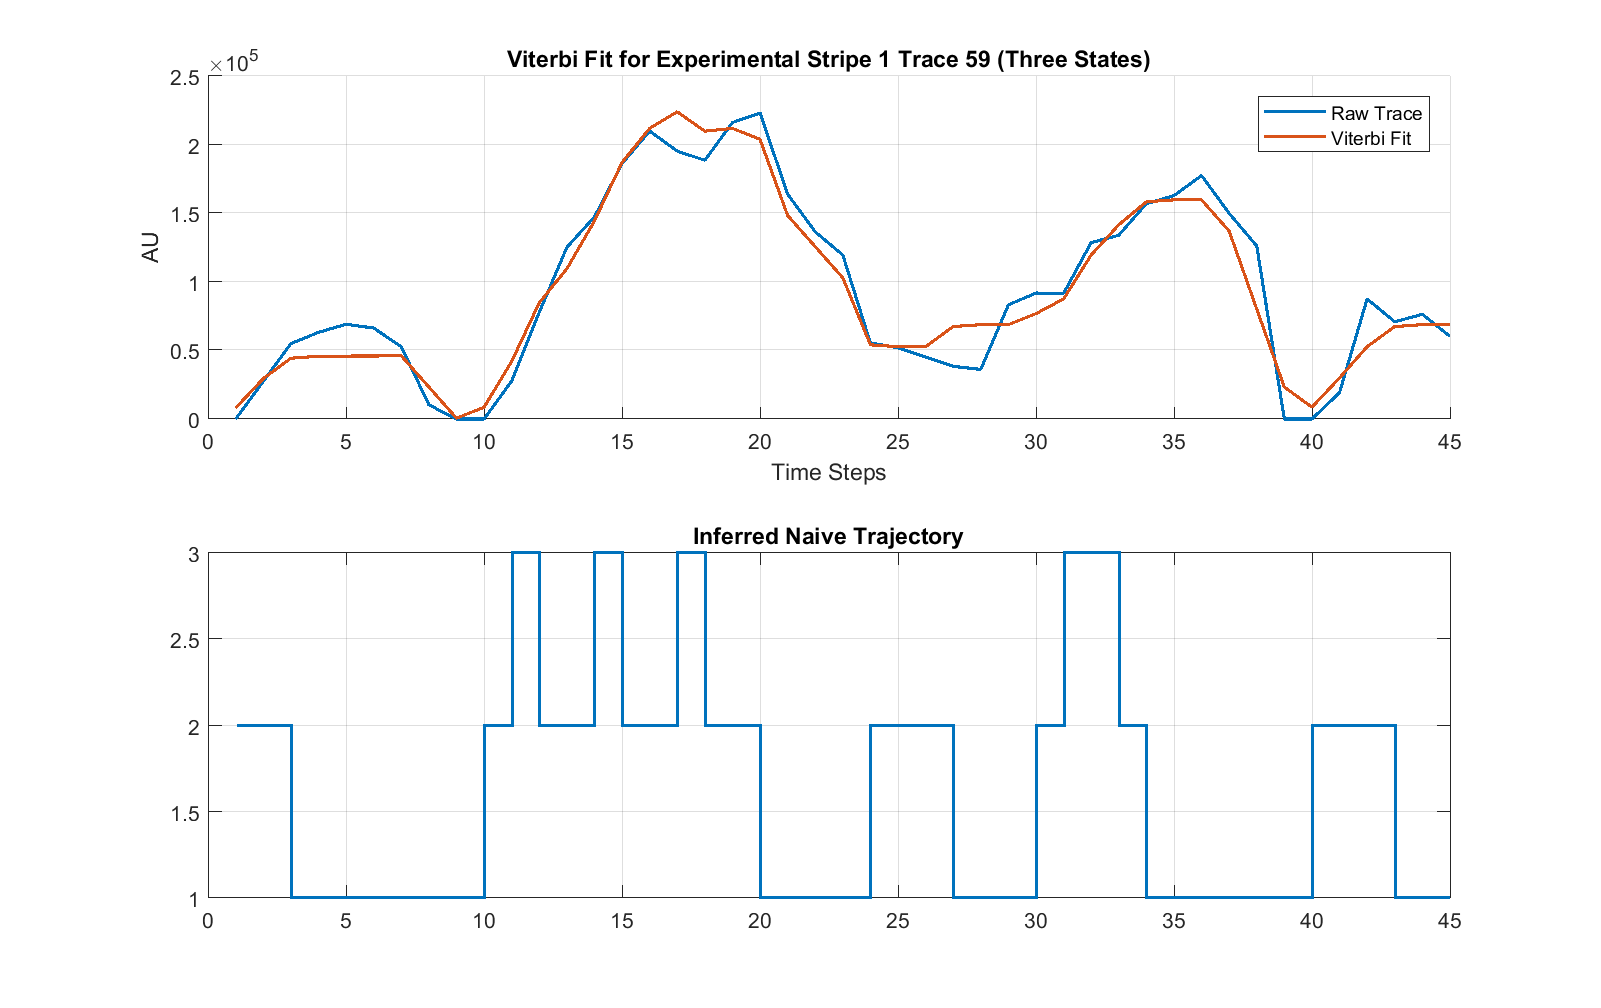 Viterbi Fit for Experimental Stripe 1 Trace 59 (Three States)
×10^5
2.5
2
1.5
1
0.5
0
AU
Raw Trace
Viterbi Fit
0 5 10 15 20 25 30 35 40 45
Time Steps
Inferred Naive Trajectory
3
2.5
2
1.5
1
0 5 10 15 20 25 30 35 40 45